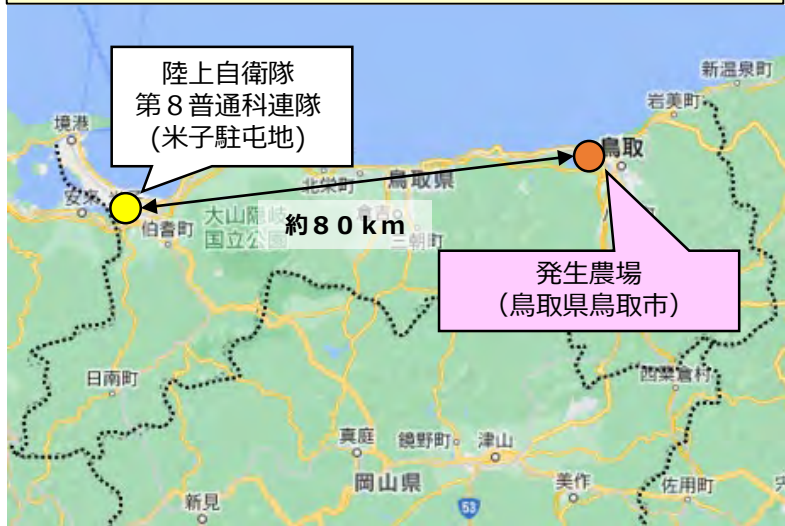 陸上自衛隊
第８普通科連隊
(米子駐屯地)
新温泉町
岩美町
境港
鳥取
北栄町
鳥取県
安来
伯耆町
大山隠岐
国立公園
約８０ｋｍ
三朝町
発生農場
（鳥取県鳥取市）
日南町
西粟倉村
真庭
鏡野町
津山
岡山県
美作
佐用町
新見
53